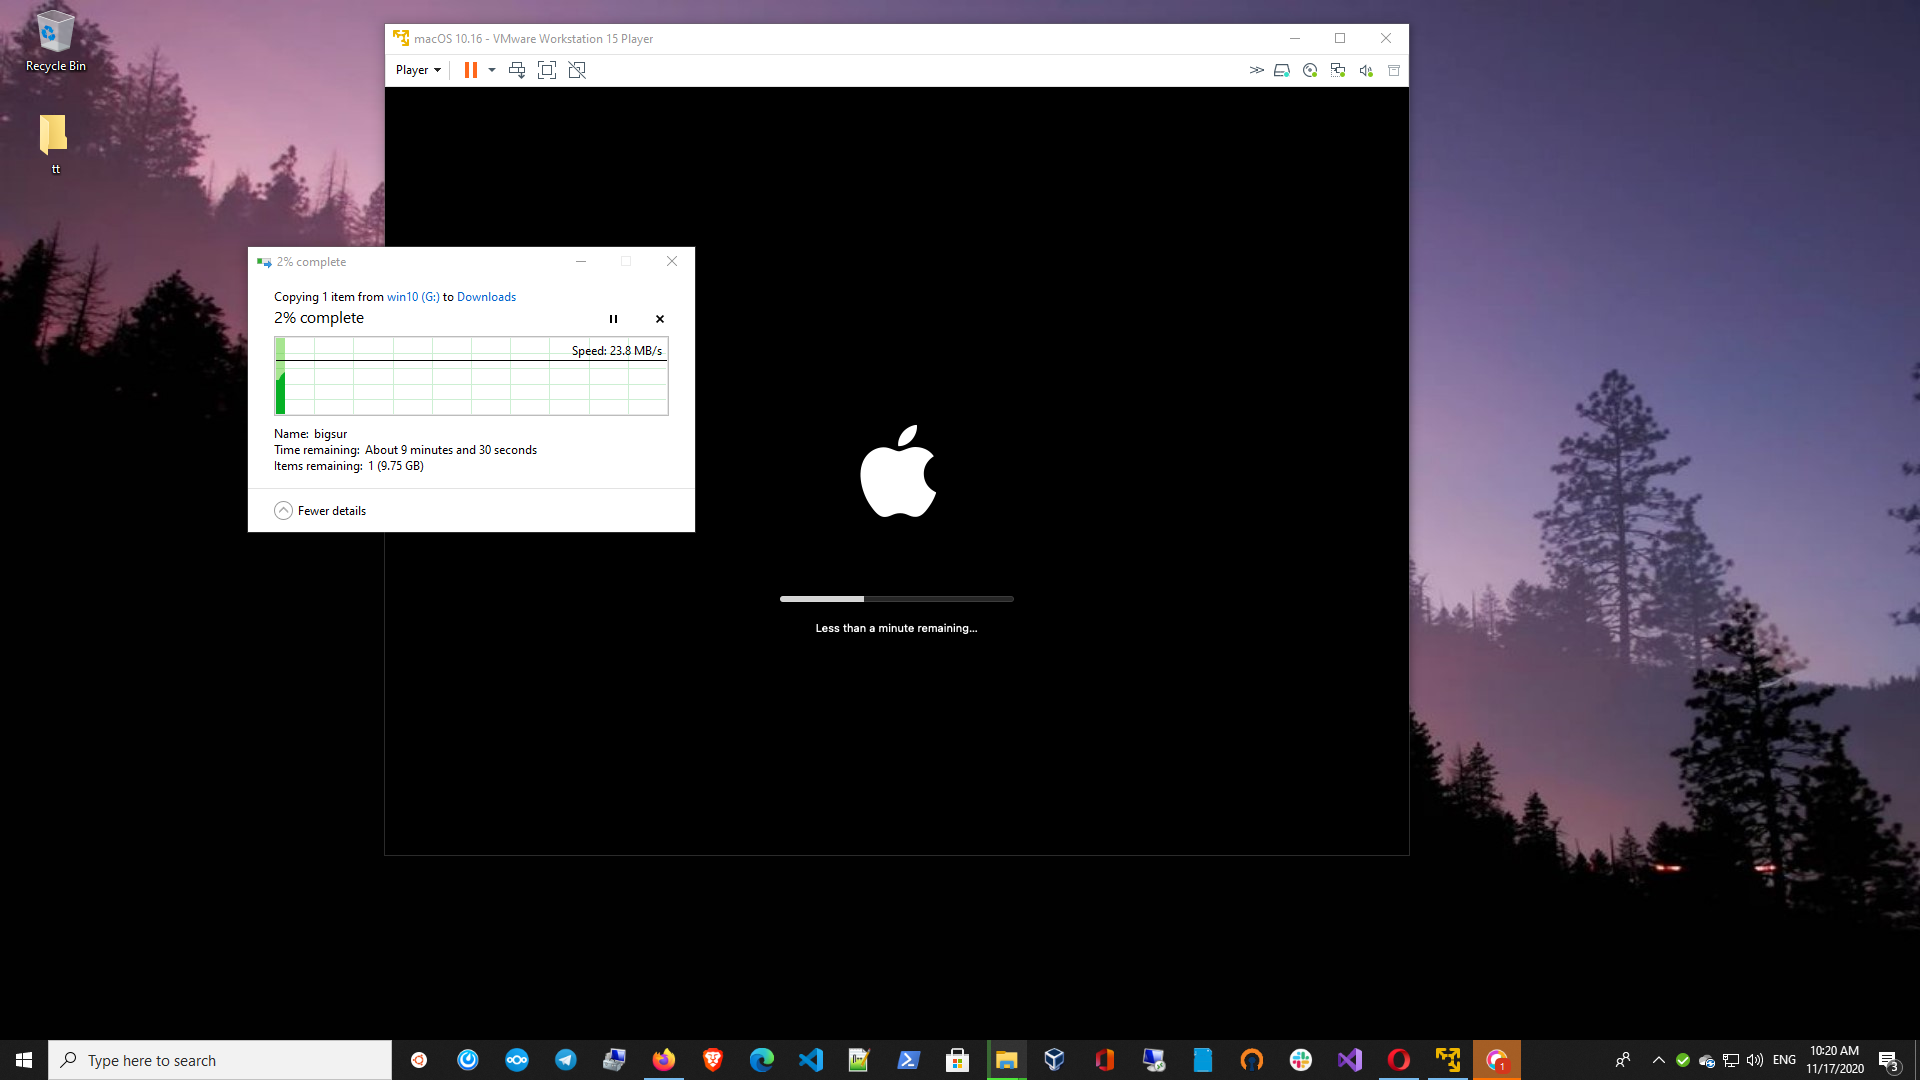 Recycle Bin
tt
macOS 10.16 - VMware Workstation 15 Player
Player
2% complete
Copying 1 item from win10 (G:) to Downloads
2% complete
Speed: 23.8 MB/s
Name: bigsur
Time remaining: About 9 minutes and 30 seconds
Items remaining: 1 (9.75 GB)
Fewer details
Less than a minute remaining...
Type here to search
1
ENG
10:20 AM
11/17/2020
3